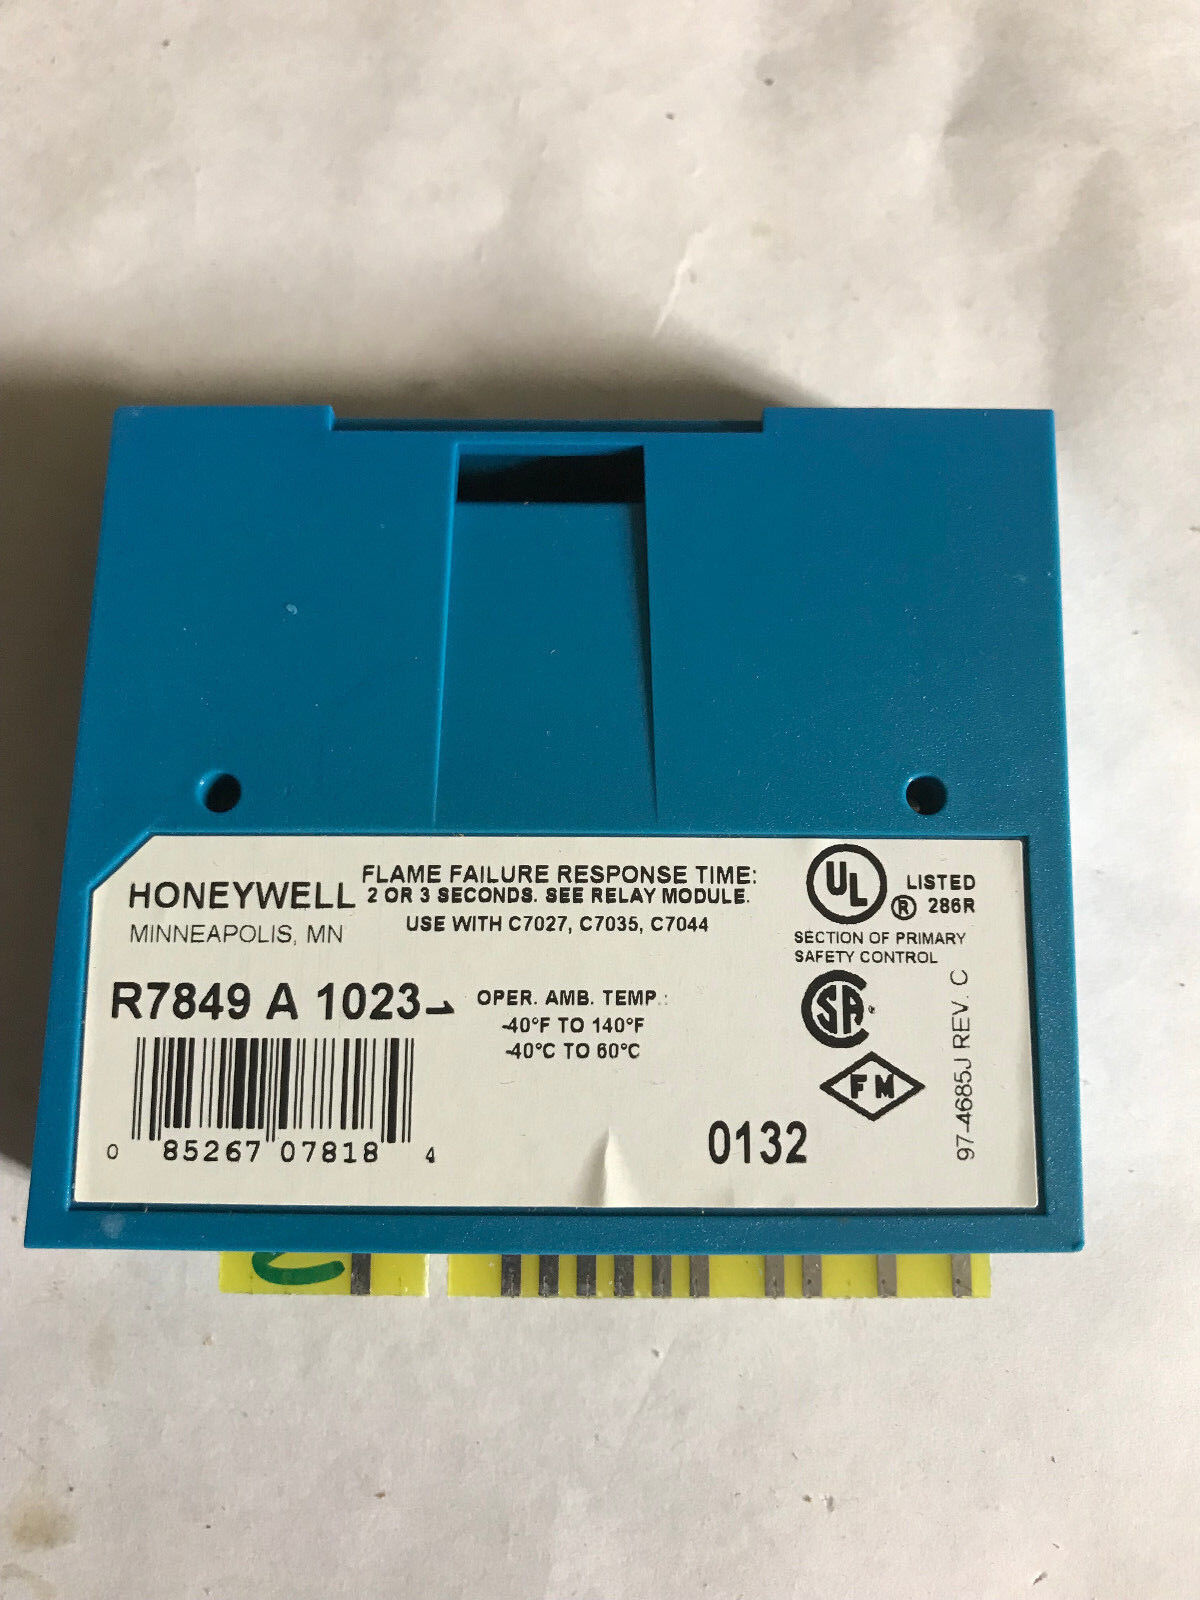 FLAME FAILURE RESPONSE TIME:
HONEYWELL 2 OR 3 SECONDS. SEE RELAY MODULE.
MINNEAPOLIS, MN USE WITH C7027, C7035, C7044
UL LISTED
® 286R
SECTION OF PRIMARY
SAFETY CONTROL
R7849 A 1023
OPER. AMB. TEMP.:
-40°F TO 140°F
-40°C TO 60°C
SA
FM
97-4685J REV. C
0 85267 07818 4
0132